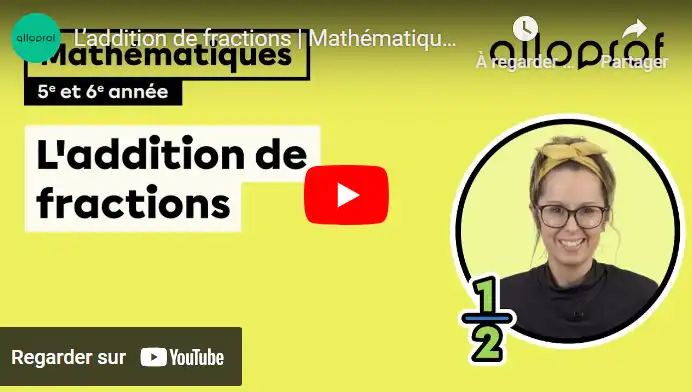 alloprof
L'addition de fractions | Mathématiqu...
alloprof
À regarder ...
Partager
Mathématiques
5e et 6e année
L'addition de
fractions
1
2
Regarder sur YouTube